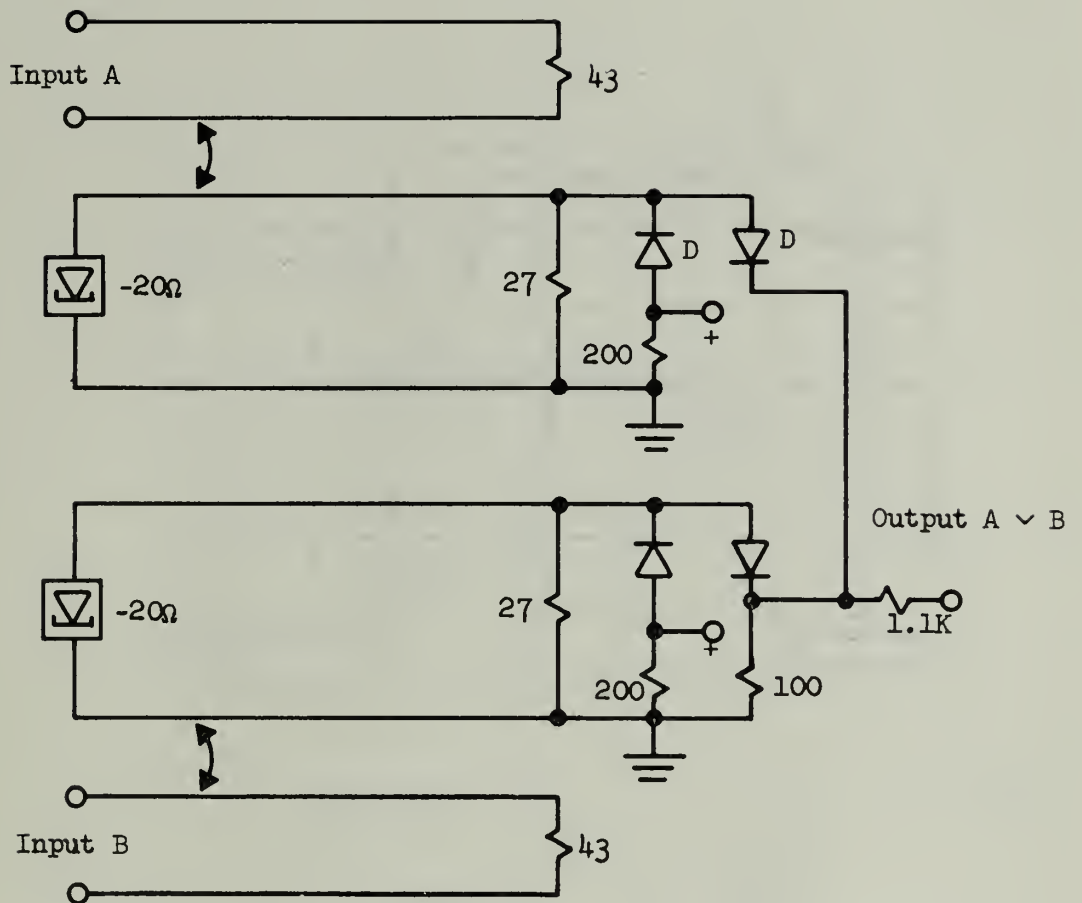 Input A
43
-20Ω
27
D
D
200
+
Output A ∨ B
-20Ω
27
+
1.1K
200
100
Input B
43